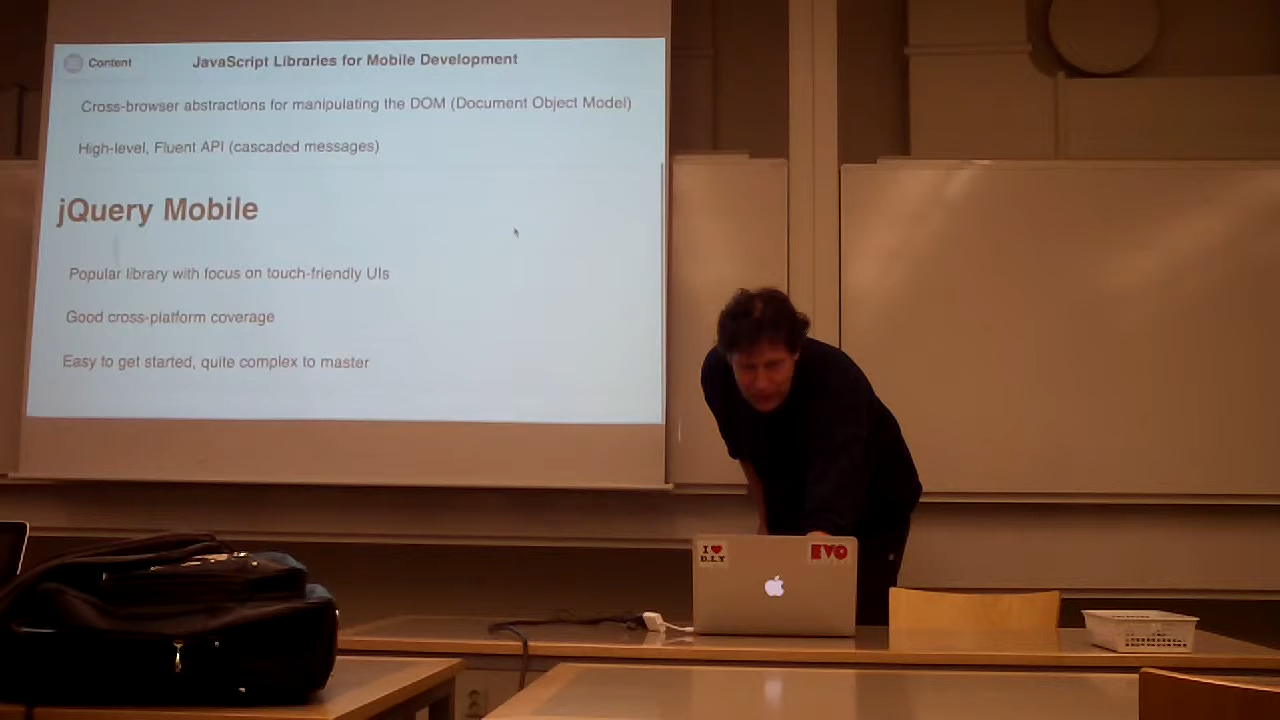 Content
JavaScript Libraries for Mobile Development
Cross-browser abstractions for manipulating the DOM (Document Object Model)
High-level, Fluent API (cascaded messages)
jQuery Mobile
Popular library with focus on touch-friendly UIs
Good cross-platform coverage
Easy to get started, quite complex to master
I ❤ D.I.Y
EVO